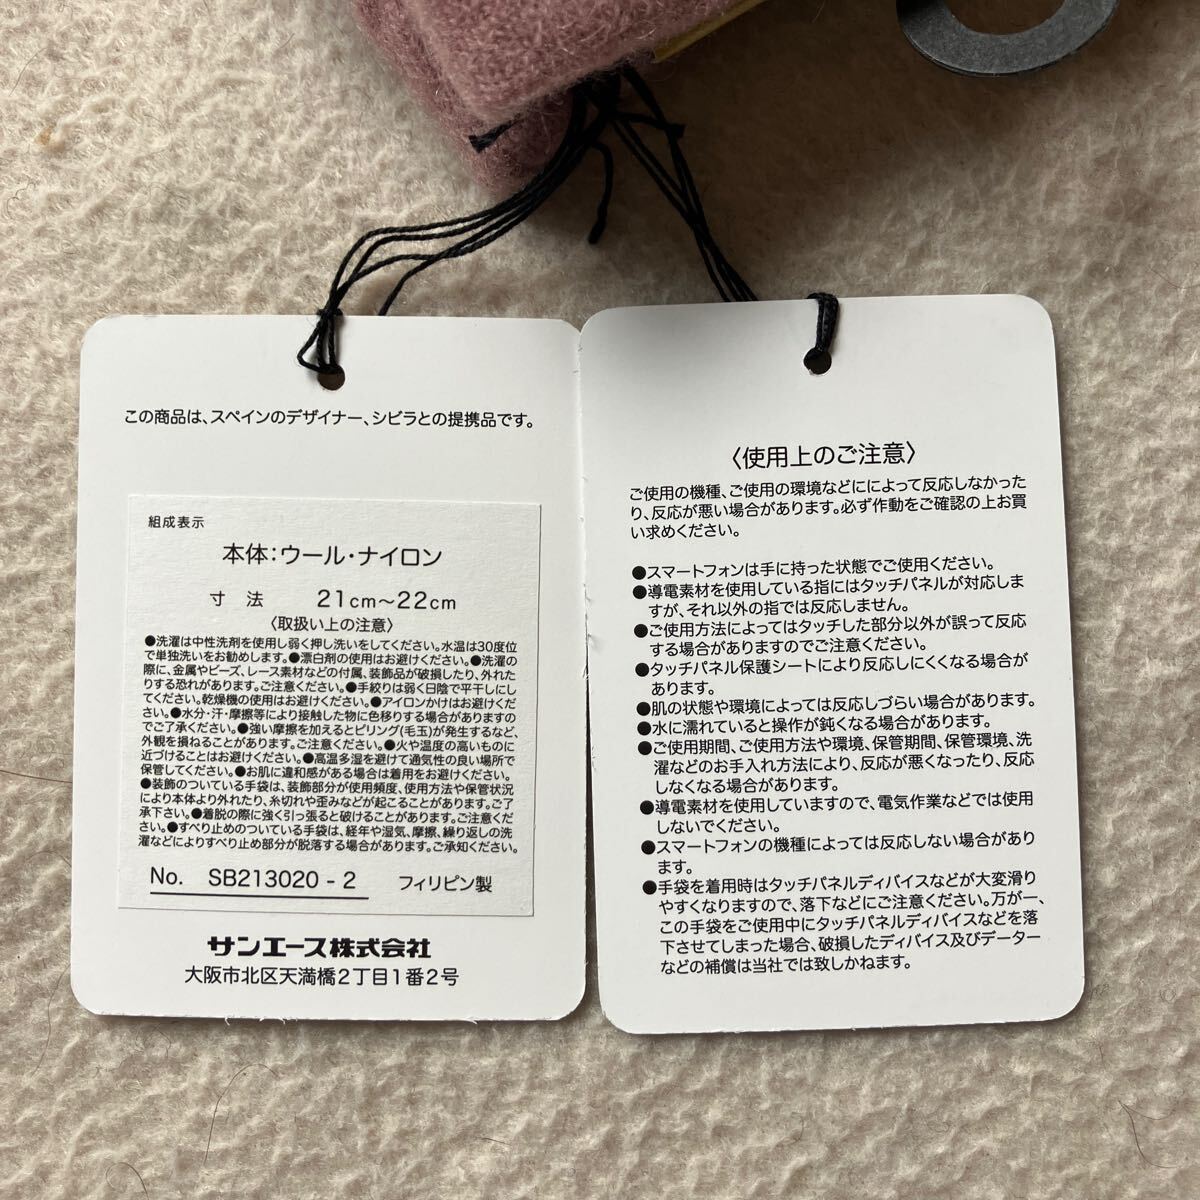 この商品は、スペインのデザイナー、シビラとの提携品です。
組成表示
本体：ウール・ナイロン
寸 法 21cm〜22cm
〈取扱い上の注意〉
●洗濯は中性洗剤を使用し弱く押し洗いをしてください。水温は30度位
で単独洗いをお勧めします。●漂白剤の使用はお避けください。●洗濯の
際に、金属やビーズ、レース素材などの付属、装飾品が破損したり、外れた
りする恐れがあります。ご注意ください。●手絞りは弱く日陰で平干しにし
てください。乾燥機の使用はお避けください。●アイロンかけはお避けくだ
さい。●水分・汗・摩擦等により接触した物に色移りする場合がありますの
でご了承ください。●強い摩擦を加えるとピリング(毛玉)が発生するなど、
外観を損ねることがあります。ご注意ください。●火や温度の高いものに
近づけることはお避けください。●高温多湿を避けて通気性の良い場所で
保管してください。●お肌に違和感がある場合は着用をお避けください。
●装飾のついている手袋は、装飾部分が使用頻度、使用方法や保管状況
により本体より外れたり、糸切れや歪みなどが起こることがあります。ご了
承下さい。●着脱の際に強く引っ張ると破けることがあります。ご注意くだ
さい。●すべり止めのついている手袋は、経年や湿気、摩擦、繰り返しの洗
濯などによりすべり止め部分が脱落する場合があります。ご承知ください。
No. SB213020-2 フィリピン製
サンエース株式会社
大阪市北区天満橋2丁目1番2号
〈使用上のご注意〉
ご使用の機種、ご使用の環境などにによって反応しなかった
り、反応が悪い場合があります。必ず作動をご確認の上お買
い求めください。
●スマートフォンは手に持った状態でご使用ください。
●導電素材を使用している指にはタッチパネルが対応しま
すが、それ以外の指では反応しません。
●ご使用方法によってはタッチした部分以外が誤って反応
する場合がありますのでご注意ください。
●タッチパネル保護シートにより反応しにくくなる場合が
あります。
●肌の状態や環境によっては反応しづらい場合があります。
●水に濡れていると操作が鈍くなる場合があります。
●ご使用期間、ご使用方法や環境、保管期間、保管環境、洗
濯などのお手入れ方法により、反応が悪くなったり、反応
しなくなる場合があります。
●導電素材を使用していますので、電気作業などでは使用
しないでください。
●スマートフォンの機種によっては反応しない場合があり
ます。
●手袋を着用時はタッチパネルディバイスなどが大変滑り
やすくなりますので、落下などにご注意ください。万が一、
この手袋をご使用中にタッチパネルディバイスなどを落
下させてしまった場合、破損したディバイス及びデーター
などの補償は当社では致しかねます。